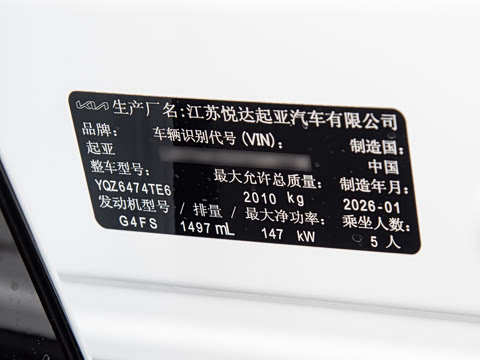 KIA 生产厂名:江苏悦达起亚汽车有限公司
品牌: 车辆识别代号(VIN): 制造国:
起亚 中国
整车型号: 最大允许总质量: 制造年月:
YQZ6474TE6 2010 kg 2026-01
发动机型号 / 排量 / 最大净功率: 乘坐人数:
G4FS 1497 mL 147 kW 5 人